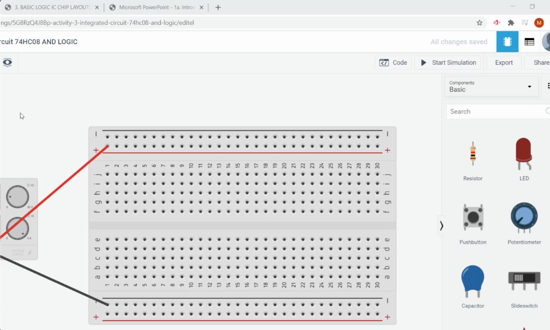 3. BASIC LOGIC IC CHIP LAYOUT
Microsoft PowerPoint - 1a. Inter
ngs/5G8RzQAJ8Bp-activity-3-integrated-circuit-74hc08-and-logic/editel
M
rcuit 74HC08 AND LOGIC
All changes saved
Code
Start Simulation
Export
Share
Components
Basic
Search
1 2 3 4 5 6 7 8 9 10 11 12 13 14 15 16 17 18 19 20 21 22 23 24 25 26 27 28 29 30
j
i
h
g
f
e
d
c
b
a
1 2 3 4 5 6 7 8 9 10 11 12 13 14 15 16 17 18 19 20 21 22 23 24 25 26 27 28 29 30
Resistor
LED
Pushbutton
Potentiometer
Capacitor
Slideswitch